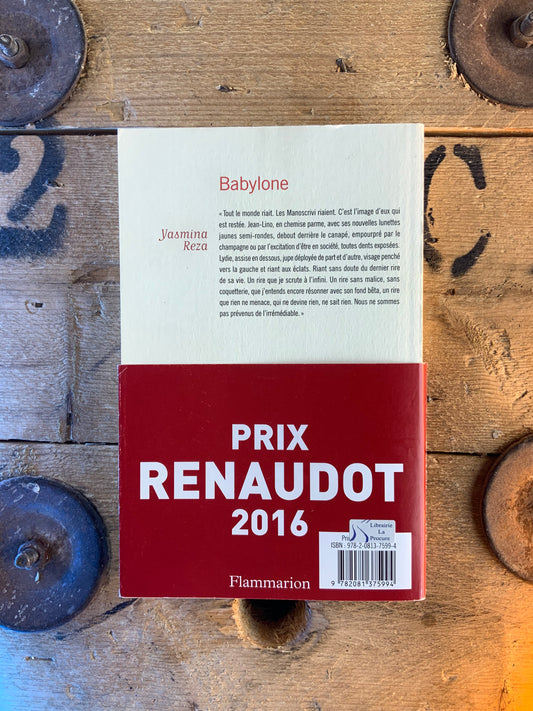 2
C
Babylone
Yasmina
Reza
« Tout le monde riait. Les Manoscrivi riaient. C'est l'image d'eux qui
est restée. Jean-Lino, en chemise parme, avec ses nouvelles lunettes
jaunes semi-rondes, debout derrière le canapé, empourpré par le
champagne ou par l'excitation d'être en société, toutes dents exposées.
Lydie, assise en dessous, jupe déployée de part et d'autre, visage penché
vers la gauche et riant aux éclats. Riant sans doute du dernier rire
de sa vie. Un rire que je scrute à l'infini. Un rire sans malice, sans
coquetterie, que j'entends encore résonner avec son fond bêta, un rire
que rien ne menace, qui ne devine rien, ne sait rien. Nous ne sommes
pas prévenus de l'irrémédiable. »
PRIX
RENAUDOT
2016
Librairie
La
Procure
ISBN : 978-2-0813-7599-4
9 782081 375994
Flammarion